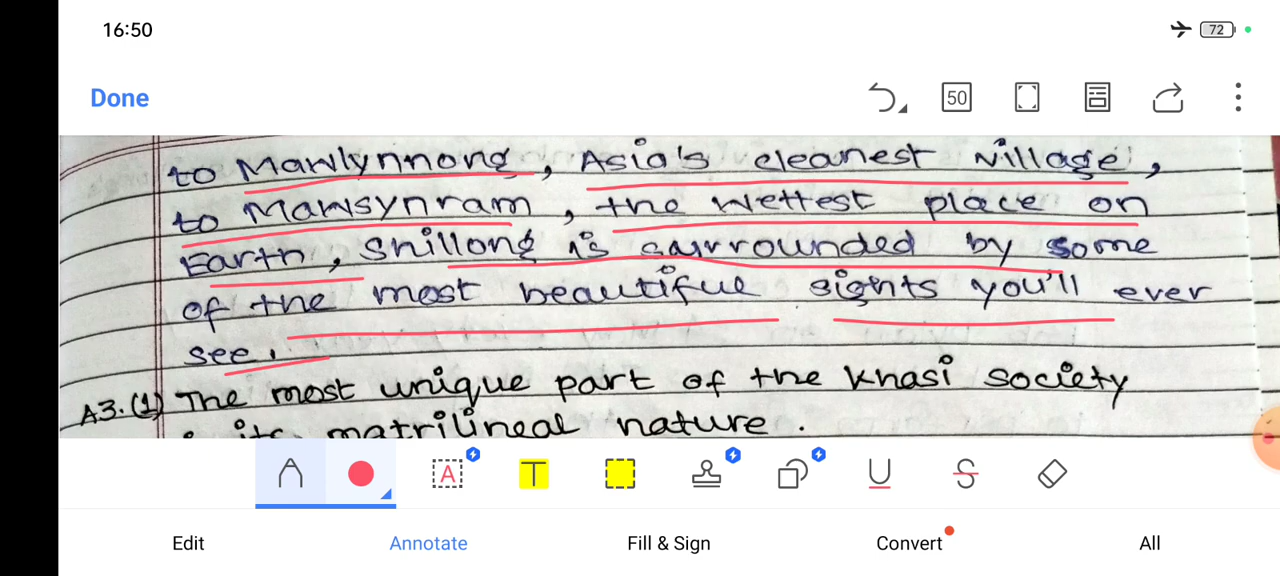 16:50
72
Done
50
to Mawlynnong, Asia's cleanest village,
to Mawsynram, the wettest place on
Earth, Shillong is surrounded by some
of the most beautiful sights you'll ever
see.
A3.(1) The most unique part of the Khasi society
is its matrilineal nature.
A
T
U
S
Edit
Annotate
Fill & Sign
Convert
All